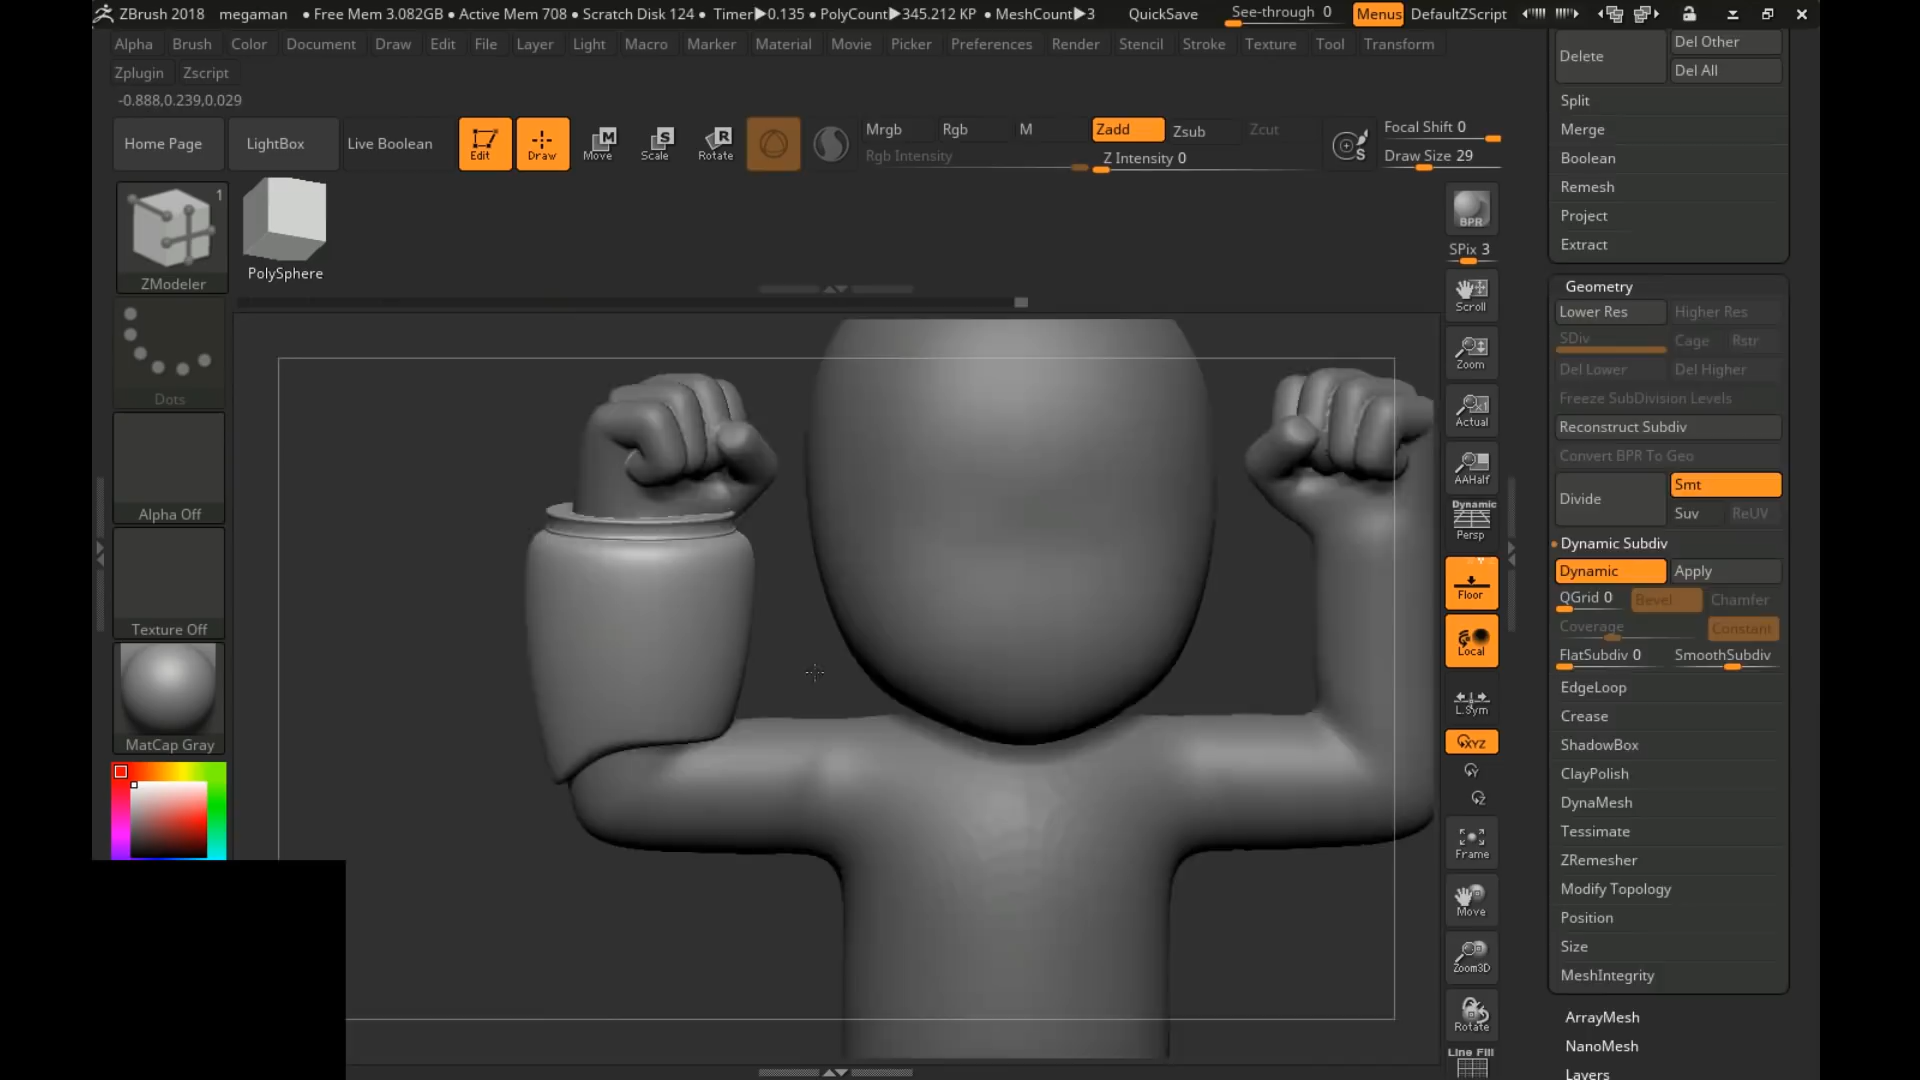 ZBrush 2018 megaman • Free Mem 3.082GB • Active Mem 708 • Scratch Disk 124 • Timer▶0.135 • PolyCount▶345.212 KP • MeshCount▶3 QuickSave See-through 0 Menus DefaultZScript
Alpha Brush Color Document Draw Edit File Layer Light Macro Marker Material Movie Picker Preferences Render Stencil Stroke Texture Tool Transform
Zplugin Zscript
-0.888,0.239,0.029
Home Page LightBox Live Boolean Edit Draw Move Scale Rotate
M S R
Mrgb Rgb M Zadd Zsub Zcut Focal Shift 0
Rgb Intensity Z Intensity 0 Draw Size 29
S
1
ZModeler
PolySphere
Dots
Alpha Off
Texture Off
MatCap Gray
BPR
SPix 3
Scroll
Zoom
Actual
AAHalf
Dynamic
Persp
Floor
Local
L.Sym
XYZ
Y
Z
Frame
Move
Zoom3D
Rotate
Line Fill
Delete Del Other
Del All
Split
Merge
Boolean
Remesh
Project
Extract
Geometry
Lower Res Higher Res
SDiv Cage Rstr
Del Lower Del Higher
Freeze SubDivision Levels
Reconstruct Subdiv
Convert BPR To Geo
Divide Smt
Suv ReUV
Dynamic Subdiv
Dynamic Apply
QGrid 0 Bevel Chamfer
Coverage Constant
FlatSubdiv 0 SmoothSubdiv
EdgeLoop
Crease
ShadowBox
ClayPolish
DynaMesh
Tessimate
ZRemesher
Modify Topology
Position
Size
MeshIntegrity
ArrayMesh
NanoMesh
Layers